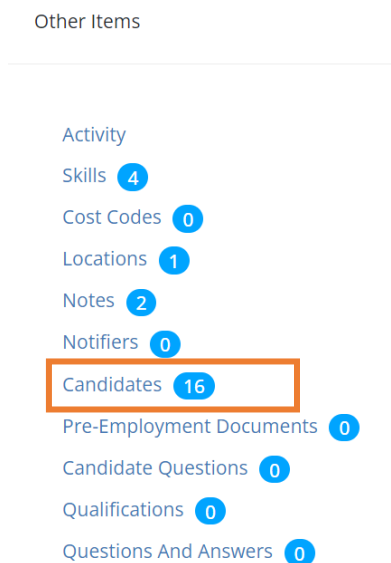 Other Items
Activity
Skills 4
Cost Codes 0
Locations 1
Notes 2
Notifiers 0
Candidates 16
Pre-Employment Documents 0
Candidate Questions 0
Qualifications 0
Questions And Answers 0